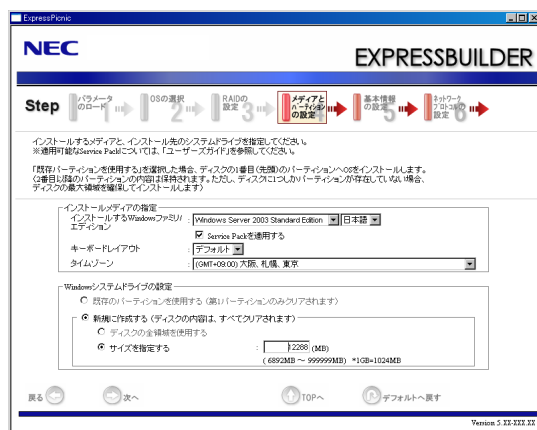 ExpressPicnic
NEC
EXPRESSBUILDER
Step
パラメータのロード
1
OSの選択
2
RAIDの設定
3
メディアとパーティションの設定
4
基本情報の設定
5
ネットワークプロトコルの設定
6
インストールするメディアと、インストール先のシステムドライブを指定してください。
※適用可能なService Packについては、「ユーザーズガイド」を参照してください。
「既存パーティションを使用する」を選択した場合、ディスクの1番目(先頭)のパーティションへOSをインストールします。
(2番目以降のパーティションの内容は保持されます。ただし、ディスクに1つしかパーティションが存在していない場合、
ディスクの最大領域を確保してインストールします)
インストールメディアの指定
インストールするWindowsファミリ/
エディション
: Windows Server 2003 Standard Edition 日本語
Service Packを適用する
キーボードレイアウト : デフォルト
タイムゾーン : (GMT+09:00) 大阪、札幌、東京
Windowsシステムドライブの設定
既存のパーティションを使用する (第1パーティションのみクリアされます)
新規に作成する (ディスクの内容は、すべてクリアされます)
ディスクの全領域を使用する
サイズを指定する : 12288 (MB)
( 6892MB ～ 999999MB) *1GB=1024MB
戻る
次へ
TOPへ
デフォルトへ戻す
Version 5.XX-XXX.XX